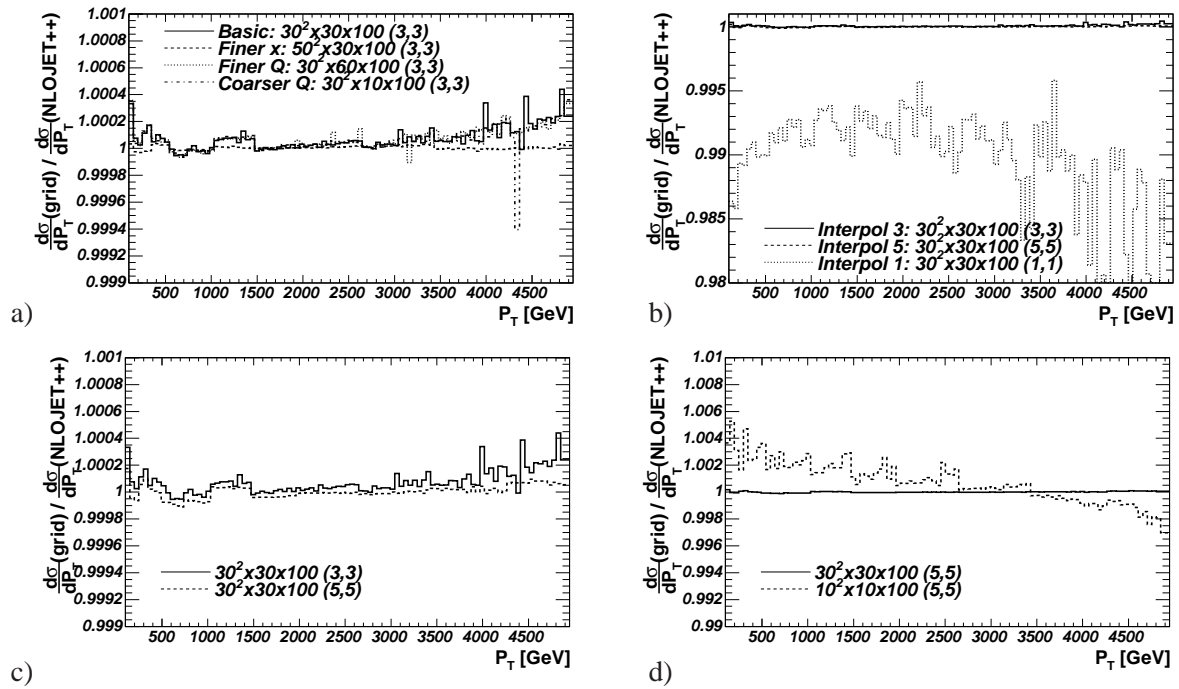 dσ/dP_T(grid) / dσ/dP_T(NLOJET++)
1.001
1.0008
1.0006
1.0004
1.0002
1
0.9998
0.9996
0.9994
0.9992
0.999
Basic: 30²x30x100 (3,3)
Finer x: 50²x30x100 (3,3)
Finer Q: 30²x60x100 (3,3)
Coarser Q: 30²x10x100 (3,3)
500 1000 1500 2000 2500 3000 3500 4000 4500
P_T [GeV]
a)
dσ/dP_T(grid) / dσ/dP_T(NLOJET++)
1
0.995
0.99
0.985
0.98
Interpol 3: 30²x30x100 (3,3)
Interpol 5: 30²x30x100 (5,5)
Interpol 1: 30²x30x100 (1,1)
500 1000 1500 2000 2500 3000 3500 4000 4500
P_T [GeV]
b)
dσ/dP_T(grid) / dσ/dP_T(NLOJET++)
1.001
1.0008
1.0006
1.0004
1.0002
1
0.9998
0.9996
0.9994
0.9992
0.999
30²x30x100 (3,3)
30²x30x100 (5,5)
500 1000 1500 2000 2500 3000 3500 4000 4500
P_T [GeV]
c)
dσ/dP_T(grid) / dσ/dP_T(NLOJET++)
1.01
1.008
1.006
1.004
1.002
1
0.998
0.996
0.994
0.992
0.99
30²x30x100 (5,5)
10²x10x100 (5,5)
500 1000 1500 2000 2500 3000 3500 4000 4500
P_T [GeV]
d)